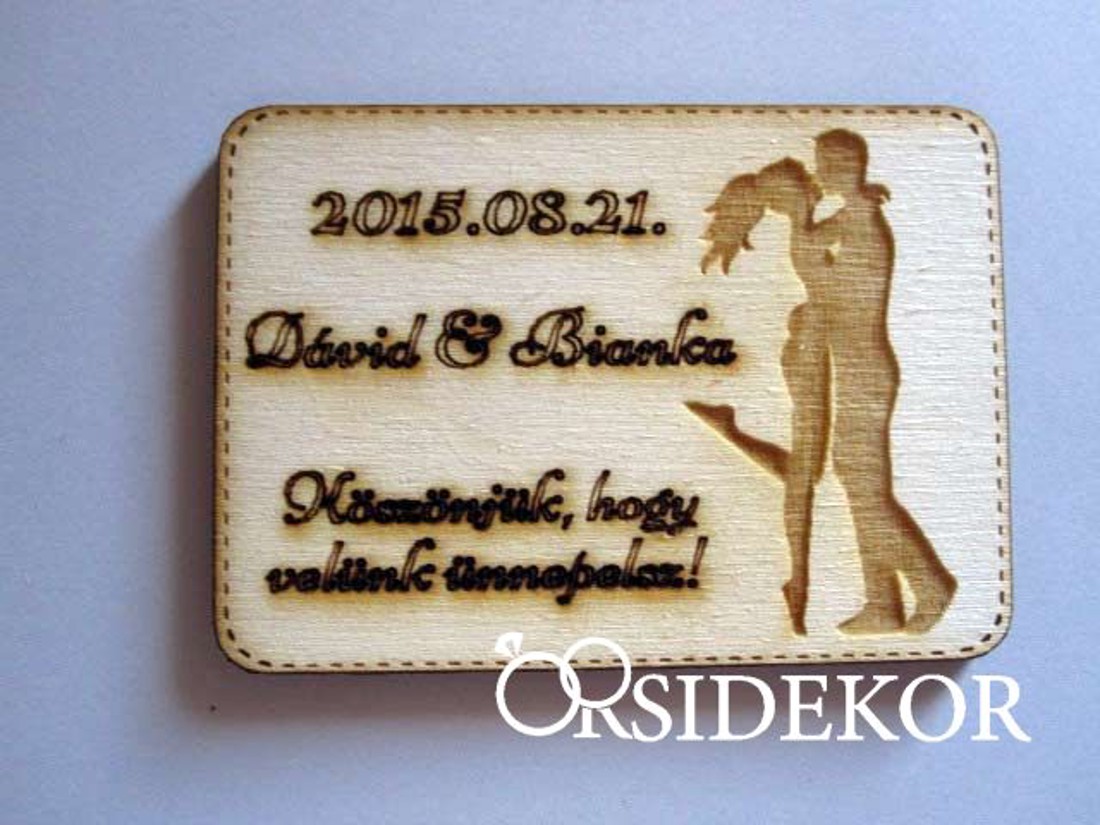 2015.08.21.
Dávid & Bianka
Köszönjük, hogy
velünk ünnepelsz!
ORSIDEKOR